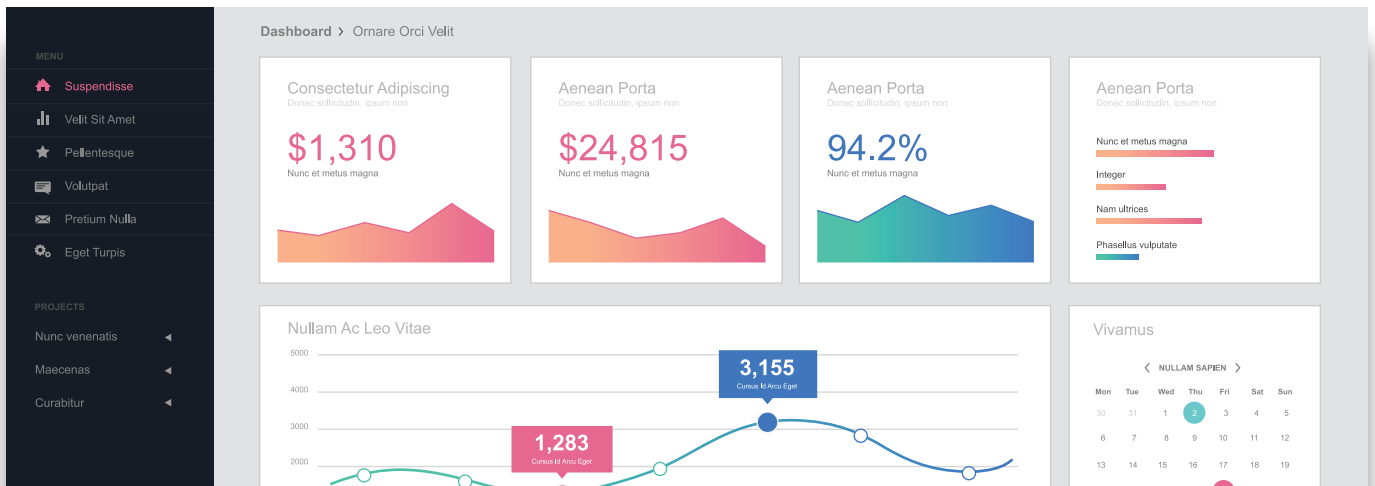 MENU
Suspendisse
Velit Sit Amet
Pellentesque
Volutpat
Pretium Nulla
Eget Turpis
PROJECTS
Nunc venenatis
Maecenas
Curabitur
Dashboard > Ornare Orci Velit
Consectetur Adipiscing
Donec sollicitudin, ipsum non
$1,310
Nunc et metus magna
Aenean Porta
Donec sollicitudin, ipsum non
$24,815
Nunc et metus magna
Aenean Porta
Donec sollicitudin, ipsum non
94.2%
Nunc et metus magna
Aenean Porta
Donec sollicitudin, ipsum non
Nunc et metus magna
Integer
Nam ultrices
Phasellus vulputate
Nullam Ac Leo Vitae
5000
4000
3000
2000
3,155
Cursus Id Arcu Eget
1,283
Cursus Id Arcu Eget
Vivamus
< NULLAM SAPIEN >
Mon Tue Wed Thu Fri Sat Sun
30 31 1 2 3 4 5
6 7 8 9 10 11 12
13 14 15 16 17 18 19